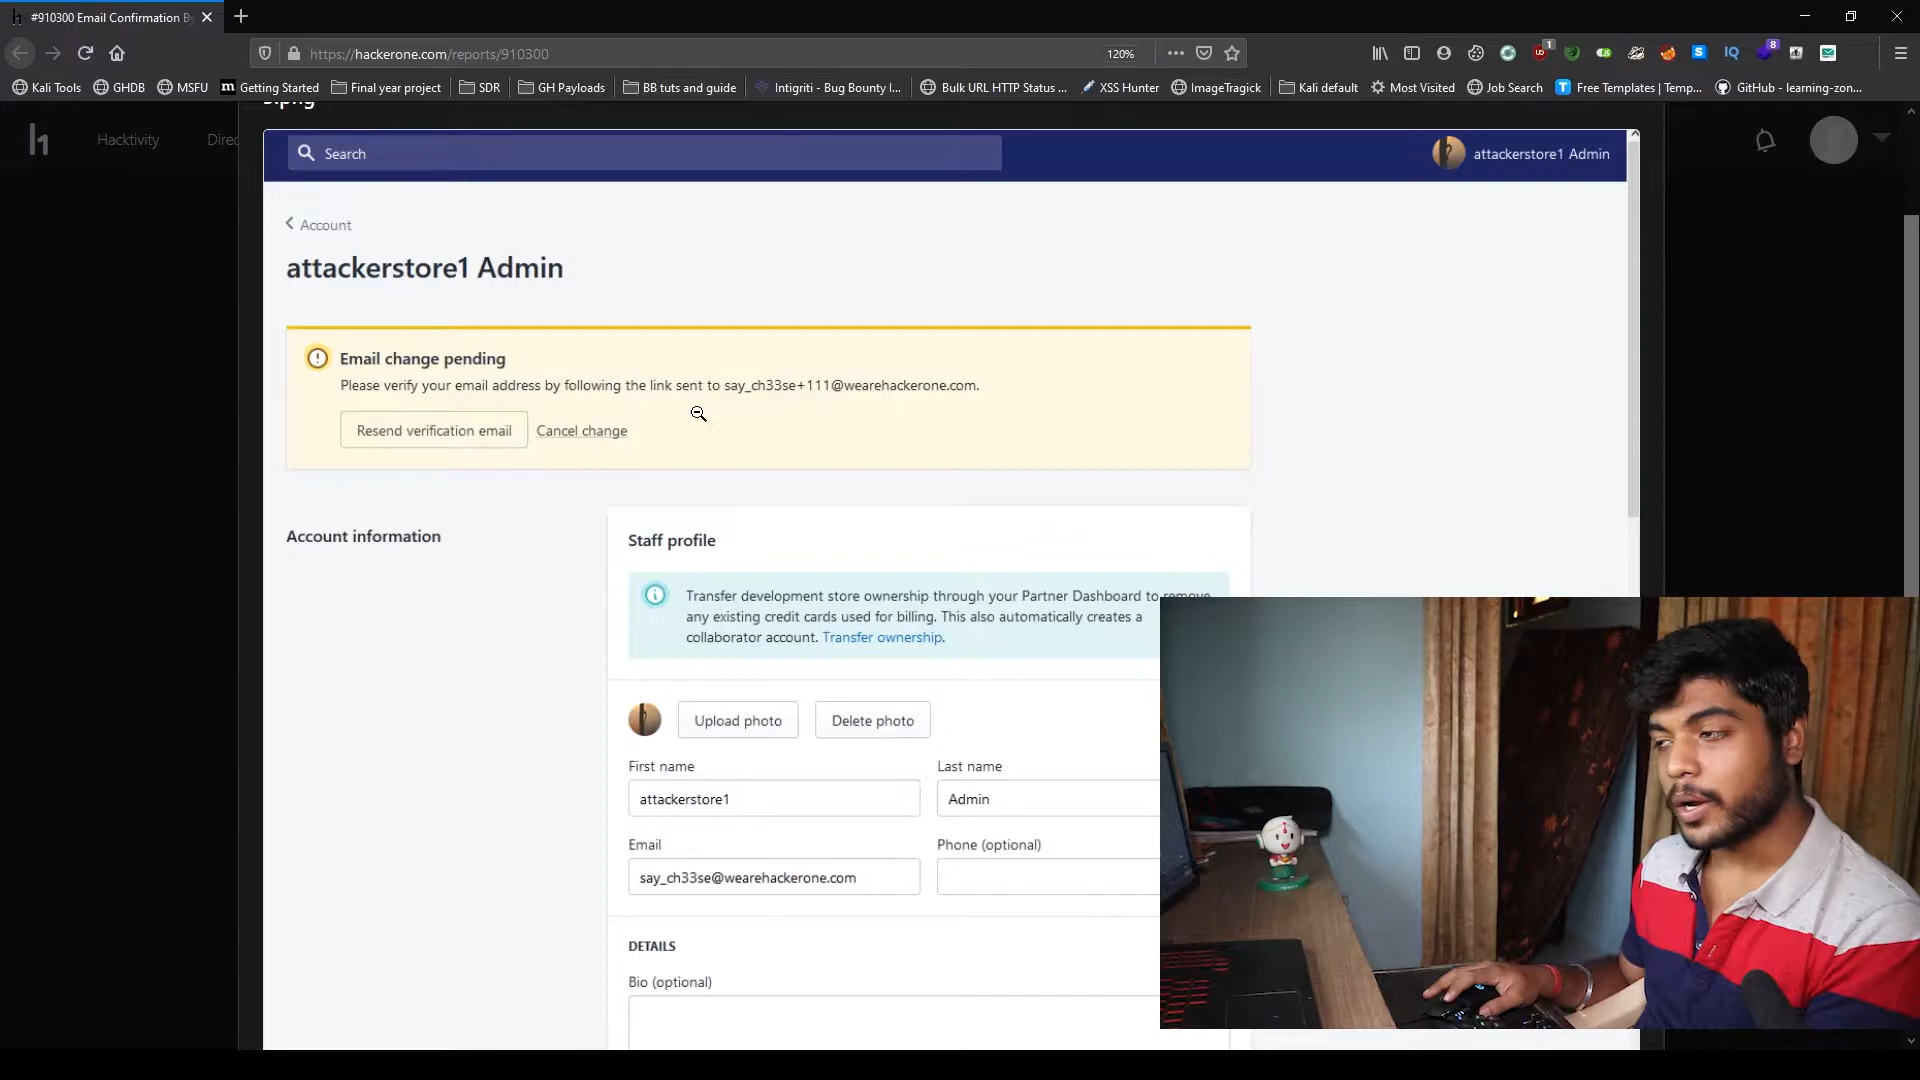 #910300 Email Confirmation By
https://hackerone.com/reports/910300
120%
1
8
Kali Tools
GHDB
MSFU
Getting Started
Final year project
SDR
GH Payloads
BB tuts and guide
Intigriti - Bug Bounty I...
Bulk URL HTTP Status ...
XSS Hunter
ImageTragick
Kali default
Most Visited
Job Search
Free Templates | Temp...
GitHub - learning-zon...
Hacktivity
Direc
Search
attackerstore1 Admin
Account
attackerstore1 Admin
Email change pending
Please verify your email address by following the link sent to say_ch33se+111@wearehackerone.com.
Resend verification email
Cancel change
Account information
Staff profile
Transfer development store ownership through your Partner Dashboard to remove
any existing credit cards used for billing. This also automatically creates a
collaborator account. Transfer ownership.
Upload photo
Delete photo
First name
Last name
attackerstore1
Admin
Email
Phone (optional)
say_ch33se@wearehackerone.com
DETAILS
Bio (optional)